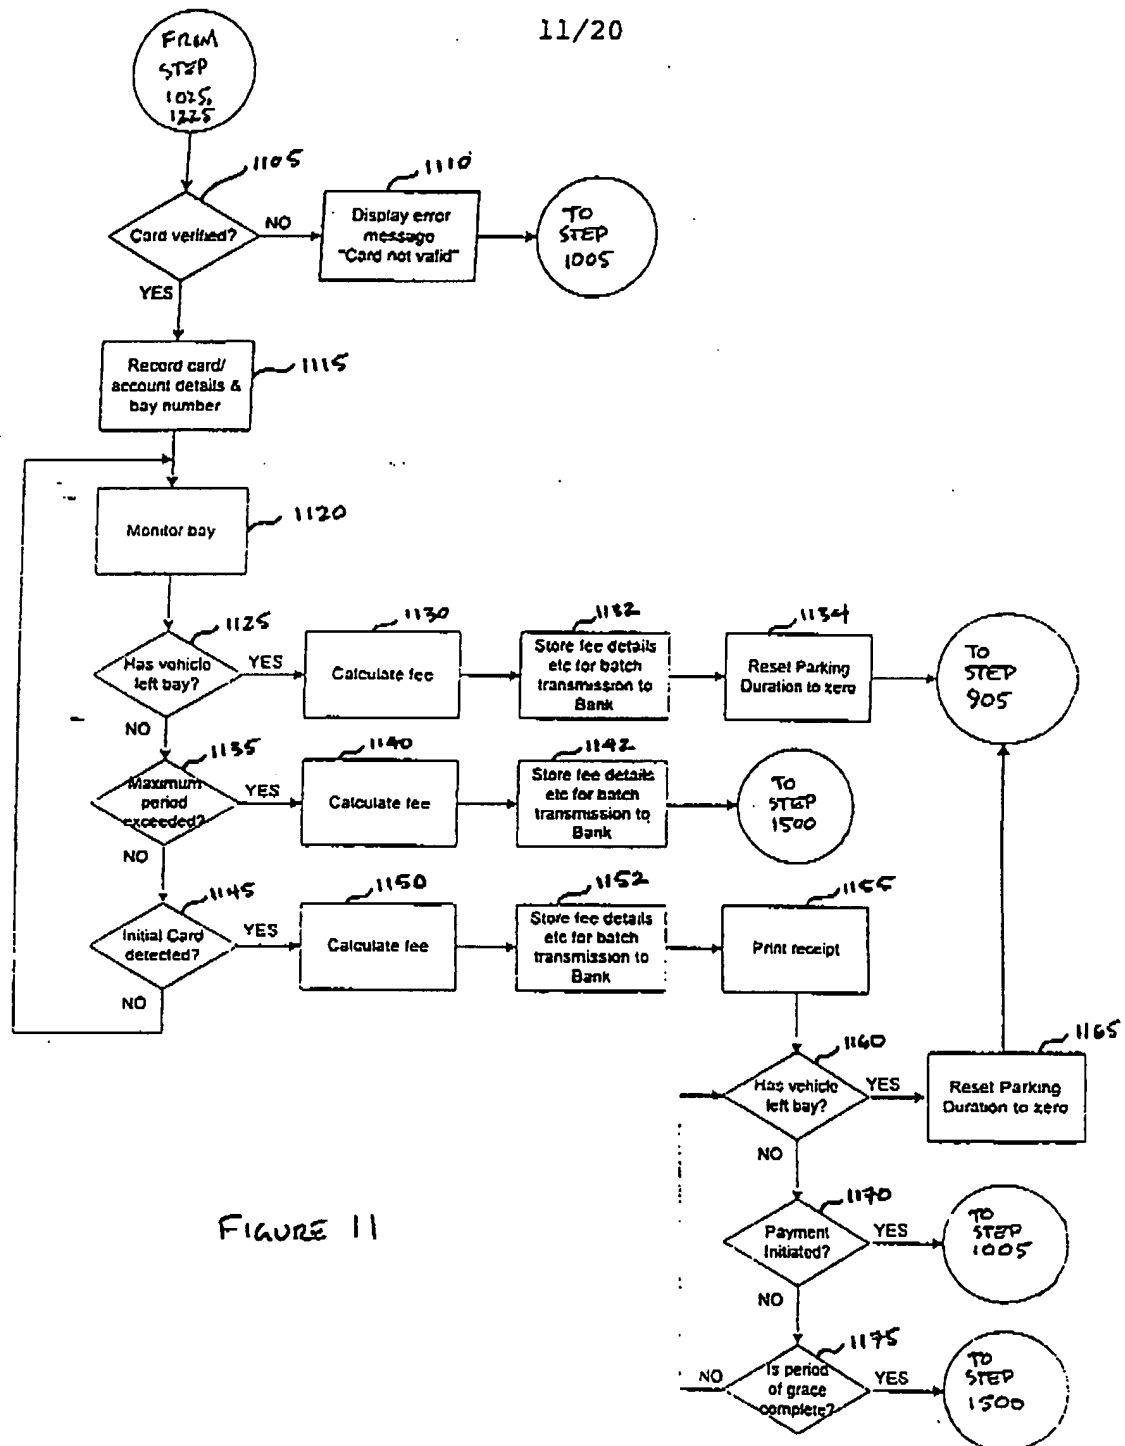 11/20
FROM
STEP
1025,
1225
1105
Card verified?
NO
YES
1110
Display error
message
"Card not valid"
TO
STEP
1005
Record card/
account details &
bay number
1115
Monitor bay
1120
1125
Has vehicle
left bay?
YES
NO
1130
Calculate fee
1132
Store fee details
etc for batch
transmission to
Bank
1134
Reset Parking
Duration to zero
TO
STEP
905
1135
Maximum
period
exceeded?
YES
NO
1140
Calculate fee
1142
Store fee details
etc for batch
transmission to
Bank
TO
STEP
1500
1145
Initial Card
detected?
YES
NO
1150
Calculate fee
1152
Store fee details
etc for batch
transmission to
Bank
1155
Print receipt
1160
Has vehicle
left bay?
YES
NO
1165
Reset Parking
Duration to zero
1170
Payment
Initiated?
YES
NO
TO
STEP
1005
1175
Is period
of grace
complete?
NO
YES
TO
STEP
1500
FIGURE 11